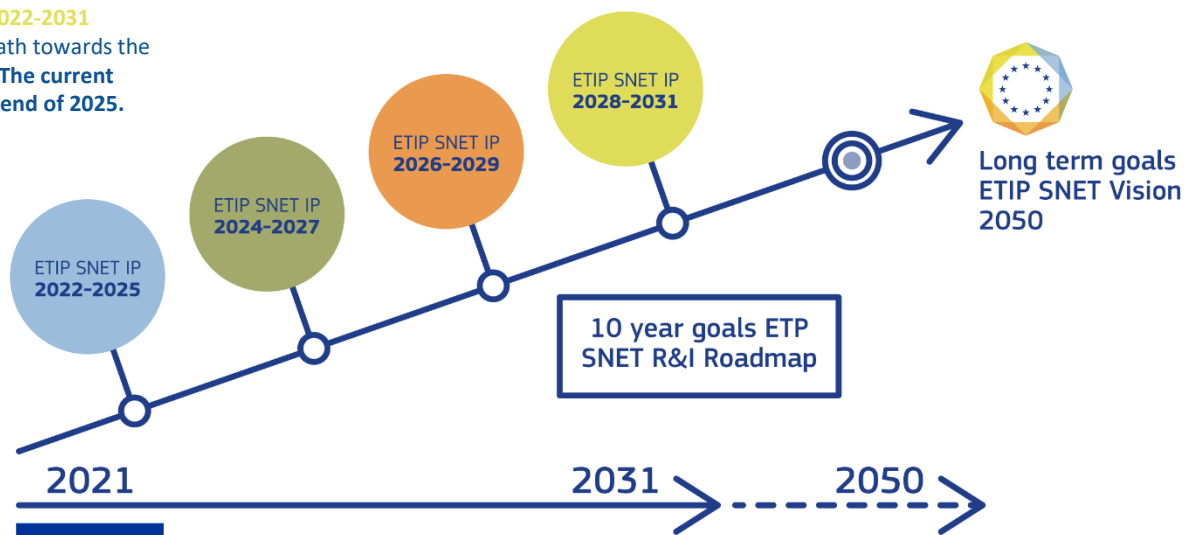 022-2031
ath towards the
The current
end of 2025.
ETIP SNET IP
2028-2031
ETIP SNET IP
2026-2029
ETIP SNET IP
2024-2027
ETIP SNET IP
2022-2025
Long term goals
ETIP SNET Vision
2050
10 year goals ETP
SNET R&I Roadmap
2021
2031
2050